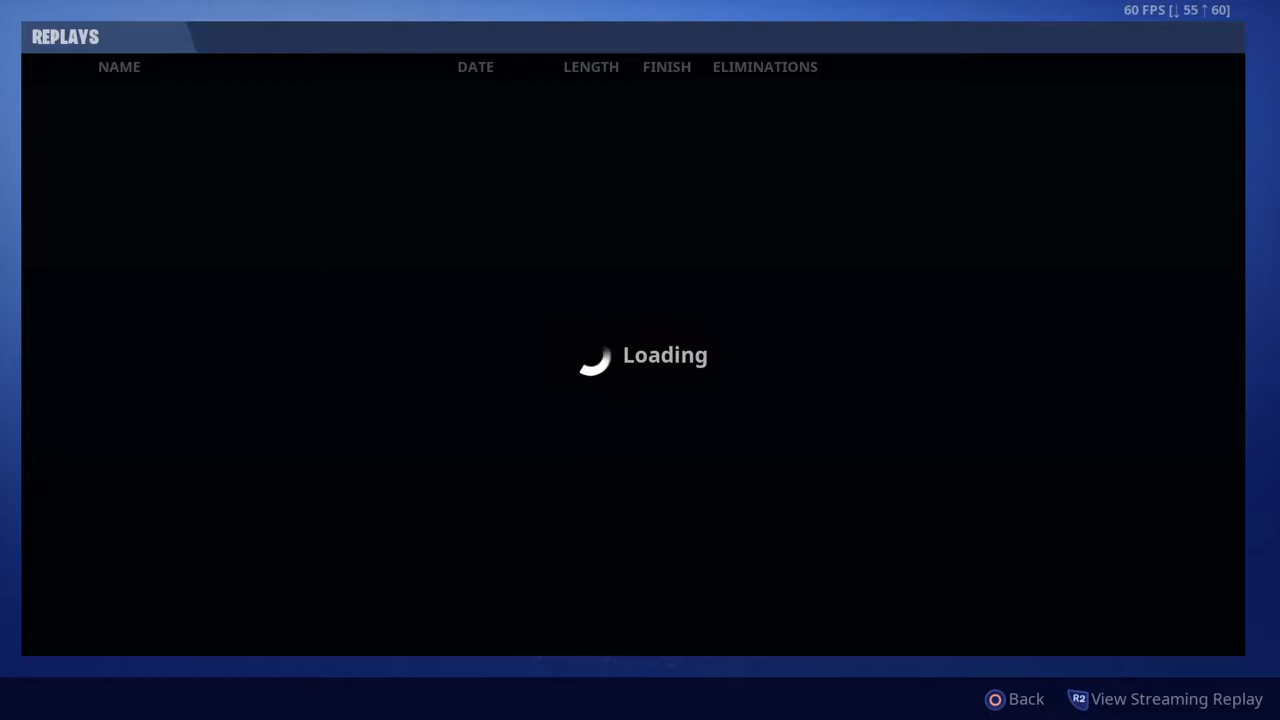 60 FPS [↓ 55 ↑ 60]
REPLAYS
NAME DATE LENGTH FINISH ELIMINATIONS
Loading
Back R2 View Streaming Replay